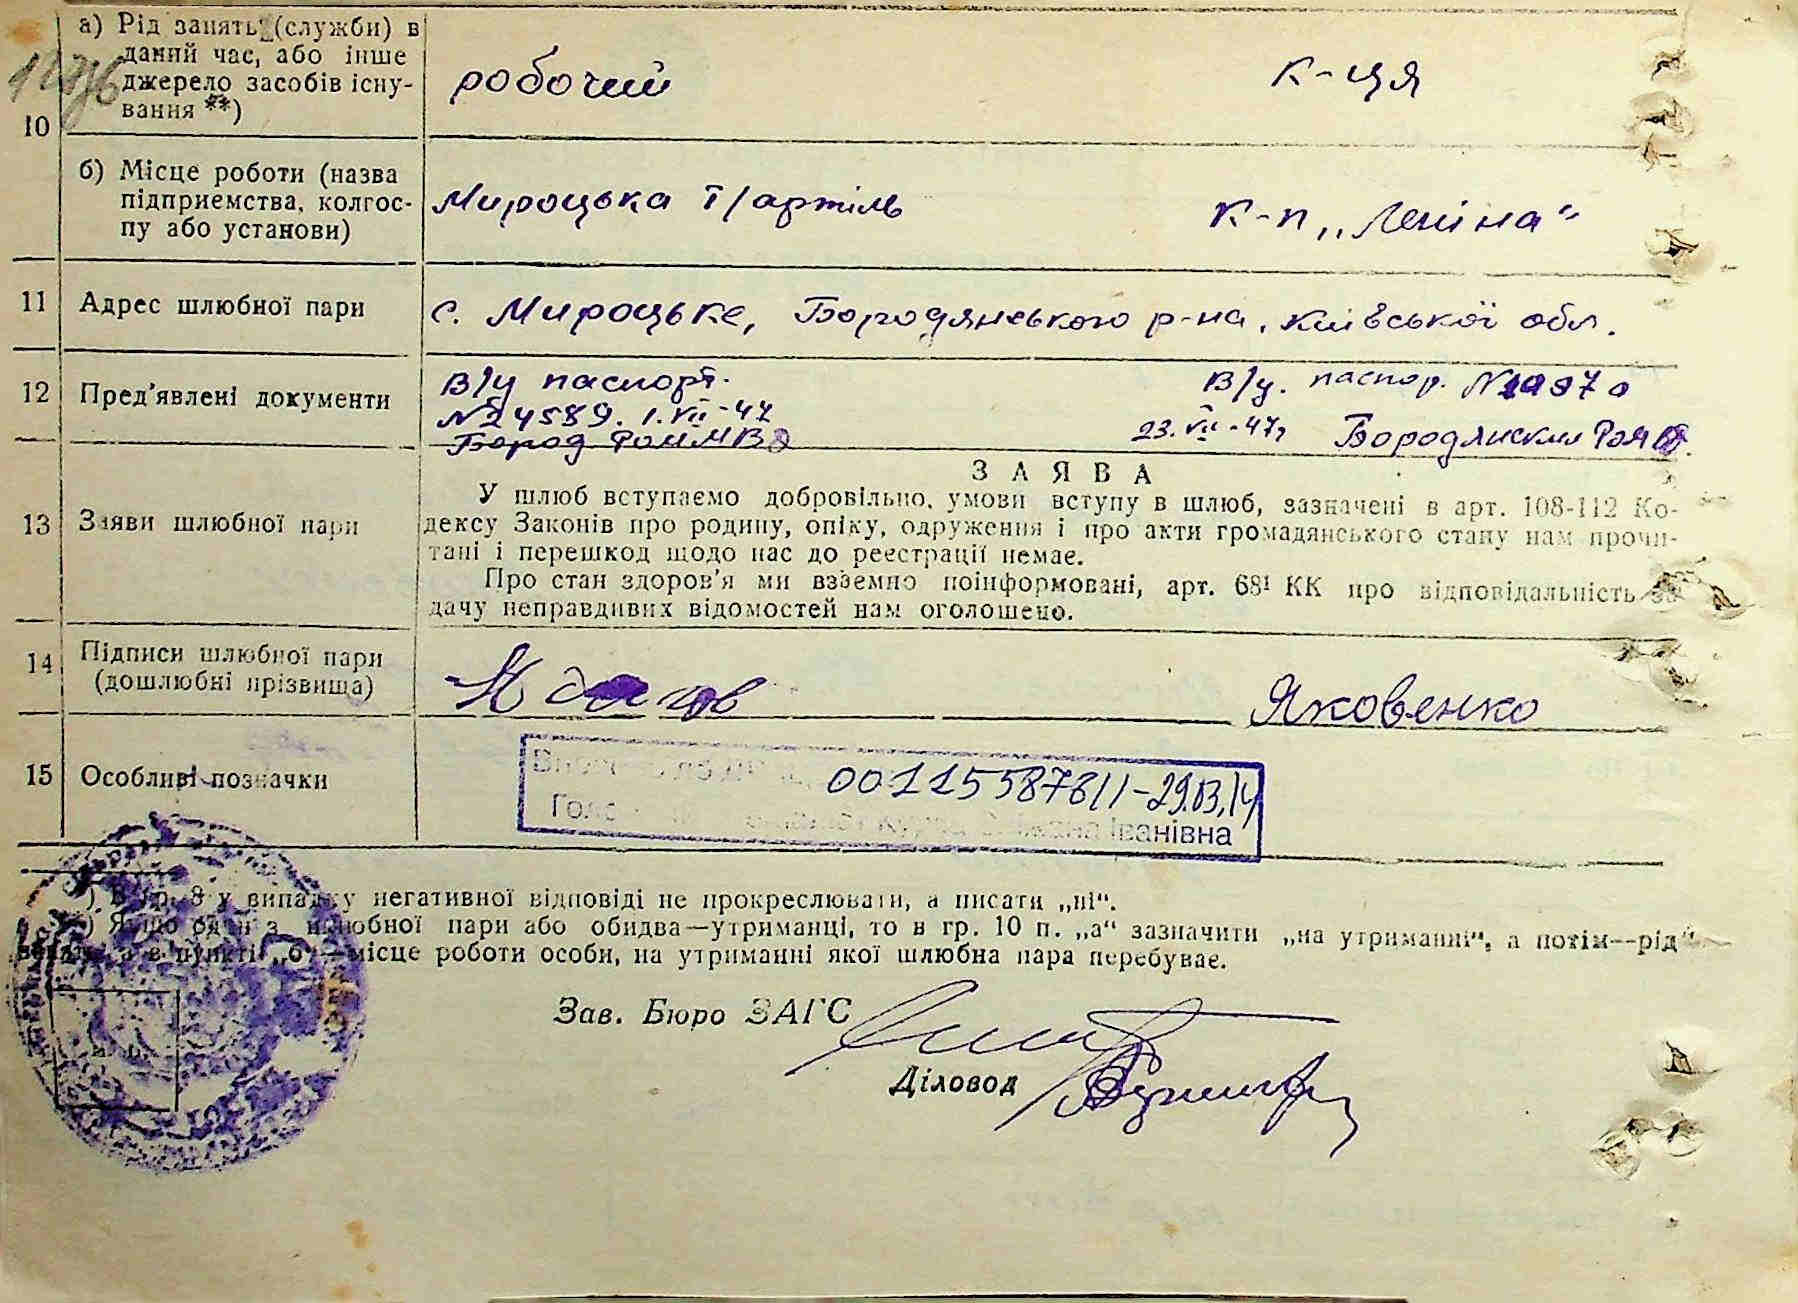 а) Рід занять (служби) в
даний час, або інше
джерело засобів існу-
вання **)
робочий
к-ця
10
б) Місце роботи (назва
підприємства, колгос-
пу або установи)
Мироцька т/артіль
к-п „Леніна“
11 Адрес шлюбної пари
с. Мироцьке, Бородянського р-на, Київської обл.
12 Пред'явлені документи
В/у паспорт.
№24589. 1.VII-47
Бород
В/у. паспор.
23.VII-47р
13 Заяви шлюбної пари
ЗАЯВА
У шлюб вступаємо добровільно, умови вступу в шлюб, зазначені в арт. 108-112 Ко-
дексу Законів про родину, опіку, одруження і про акти громадянського стану нам прочи-
тані і перешкод щодо нас до реєстрації немає.
Про стан здоров'я ми взаємно поінформовані, арт. 68¹ КК про відповідальність за
дачу неправдивих відомостей нам оголошено.
14 Підписи шлюбної пари
(дошлюбні прізвища)
Яковенко
15 Особливі позначки
00115587811-29.03.14
Іванівна
*) В гр. 8 у випадку негативної відповіді не прокреслювати, а писати „ні“.
**) Якщо один з шлюбної пари або обидва—утриманці, то в гр. 10 п. „а“ зазначити „на утриманні“, а потім—рід
місце роботи особи, на утриманні якої шлюбна пара перебуває.
Зав. Бюро ЗАГС
Діловод